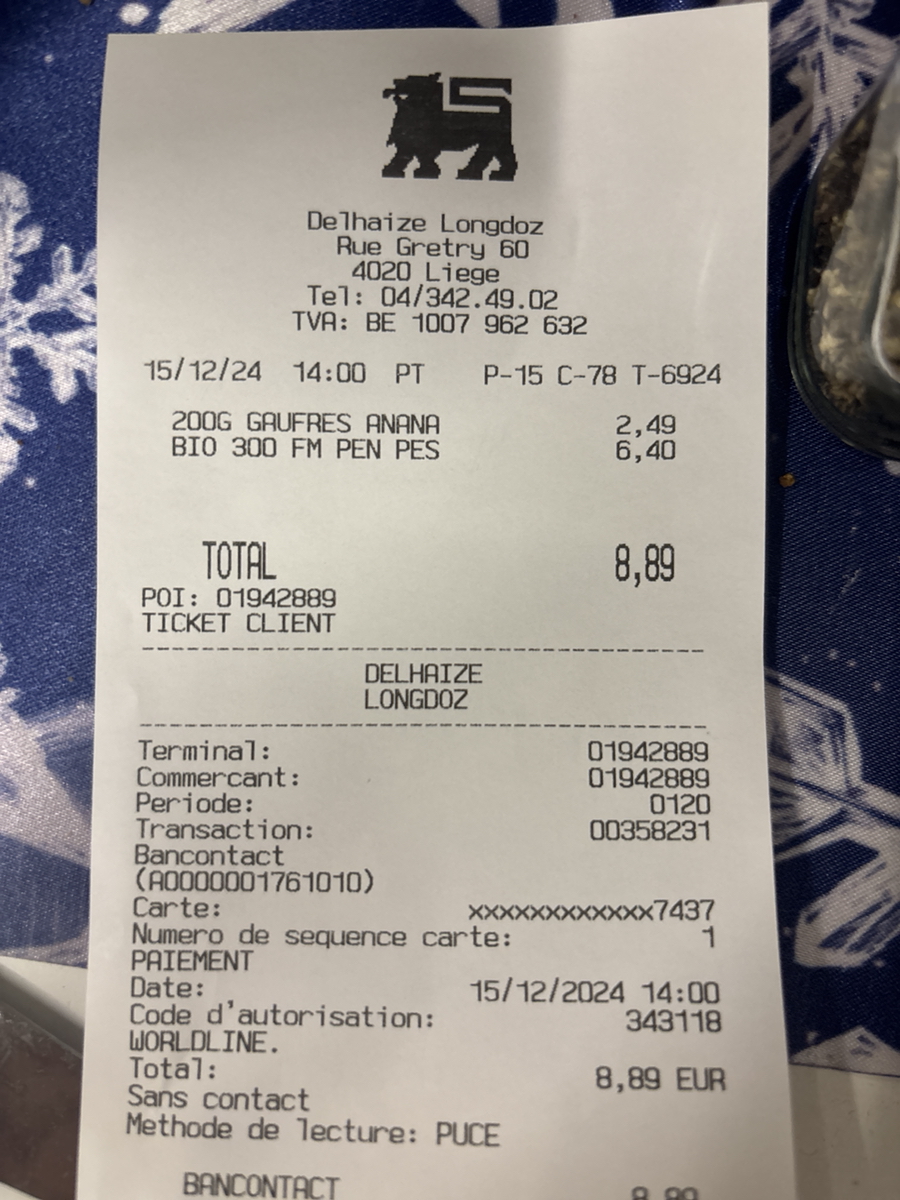 Delhaize Longdoz
Rue Gretry 60
4020 Liege
Tel: 04/342.49.02
TVA: BE 1007 962 632
15/12/24 14:00 PT P-15 C-78 T-6924
200G GAUFRES ANANA 2,49
BIO 300 FM PEN PES 6,40
TOTAL 8,89
POI: 01942889
TICKET CLIENT
DELHAIZE
LONGDOZ
Terminal: 01942889
Commercant: 01942889
Periode: 0120
Transaction: 00358231
Bancontact
(A0000001761010)
Carte: xxxxxxxxxxxxx7437
Numero de sequence carte: 1
PAIEMENT
Date: 15/12/2024 14:00
Code d'autorisation: 343118
WORLDLINE.
Total: 8,89 EUR
Sans contact
Methode de lecture: PUCE
BANCONTACT 8,89